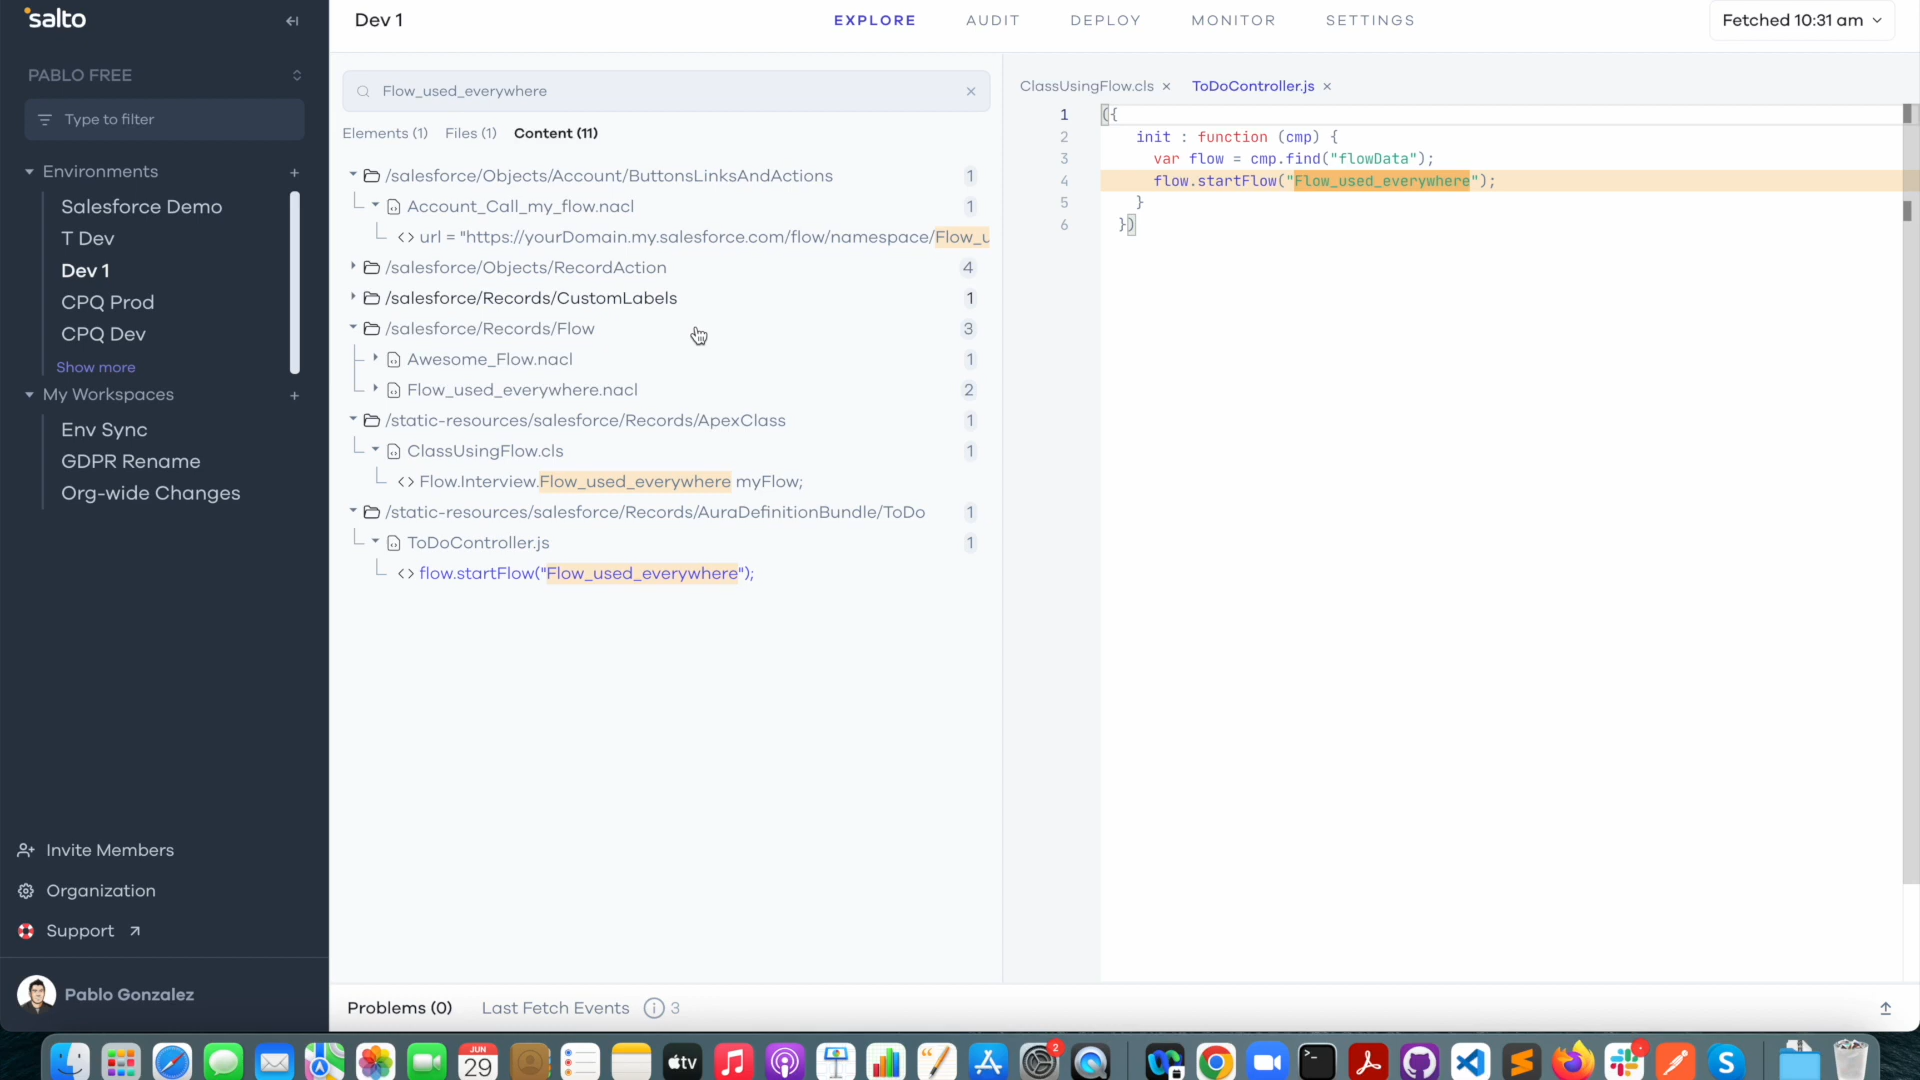 salto
Dev 1
EXPLORE
AUDIT
DEPLOY
MONITOR
SETTINGS
Fetched 10:31 am
PABLO FREE
Type to filter
Environments
Salesforce Demo
T Dev
Dev 1
CPQ Prod
CPQ Dev
Show more
My Workspaces
Env Sync
GDPR Rename
Org-wide Changes
Invite Members
Organization
Support
Pablo Gonzalez
Flow_used_everywhere
Elements (1) Files (1) Content (11)
/salesforce/Objects/Account/ButtonsLinksAndActions 1
Account_Call_my_flow.nacl 1
<> url = "https://yourDomain.my.salesforce.com/flow/namespace/Flow_u
/salesforce/Objects/RecordAction 4
/salesforce/Records/CustomLabels 1
/salesforce/Records/Flow 3
Awesome_Flow.nacl 1
Flow_used_everywhere.nacl 2
/static-resources/salesforce/Records/ApexClass 1
ClassUsingFlow.cls 1
<> Flow.Interview.Flow_used_everywhere myFlow;
/static-resources/salesforce/Records/AuraDefinitionBundle/ToDo 1
ToDoController.js 1
<> flow.startFlow("Flow_used_everywhere");
ClassUsingFlow.cls × ToDoController.js ×
1 ({
2 init : function (cmp) {
3 var flow = cmp.find("flowData");
4 flow.startFlow("Flow_used_everywhere");
5 }
6 })
Problems (0) Last Fetch Events 3
JUN
29
tv
2